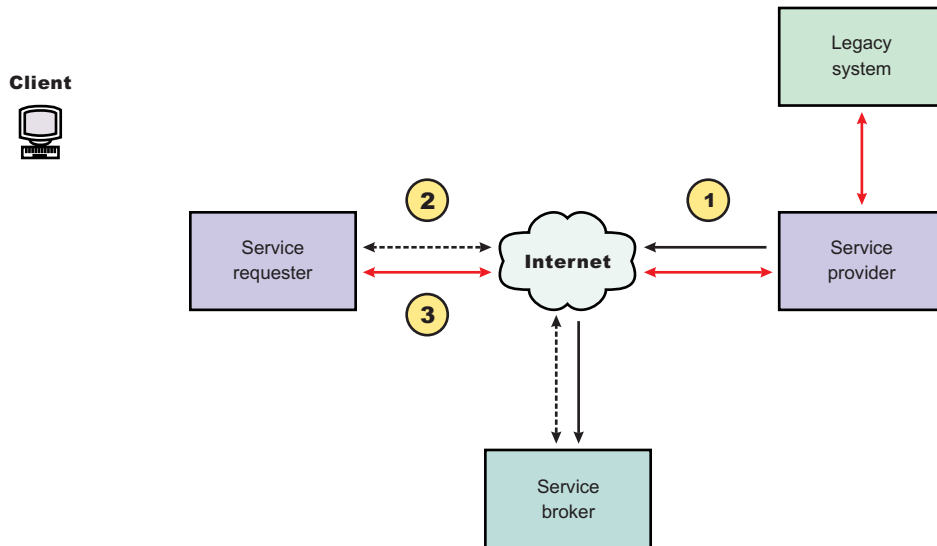 Legacy
system
Client
1
2
Service
requester
Internet
Service
provider
3
Service
broker